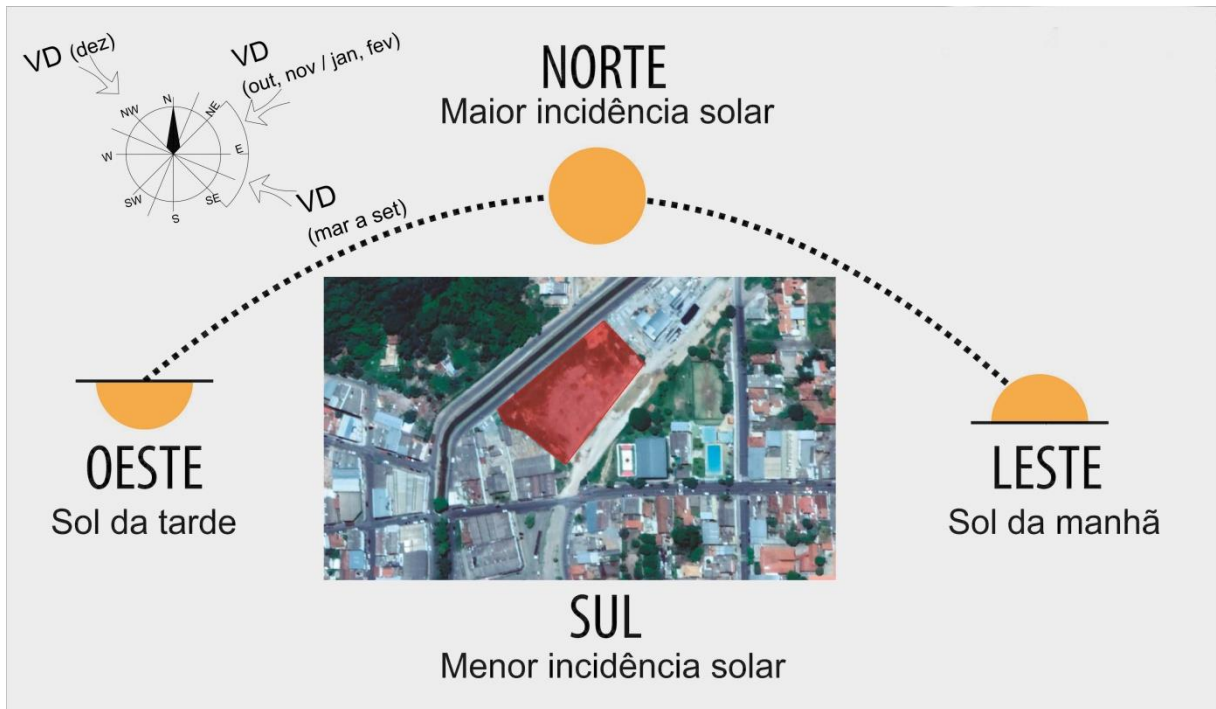 VD (dez)
VD
(out, nov / jan, fev)
N
NW
NE
W
E
SW
SE
S
VD
(mar a set)
NORTE
Maior incidência solar
OESTE
Sol da tarde
LESTE
Sol da manhã
SUL
Menor incidência solar